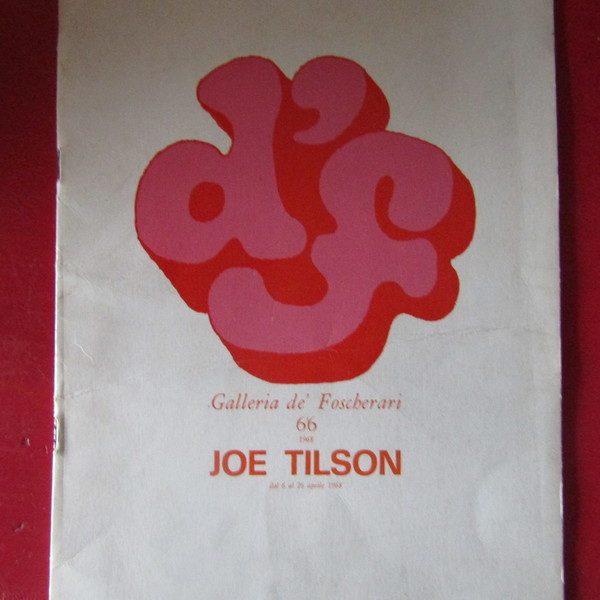 d'f
Galleria de' Foscherari
66
1968
JOE TILSON
dal 6 al 26 aprile 1968